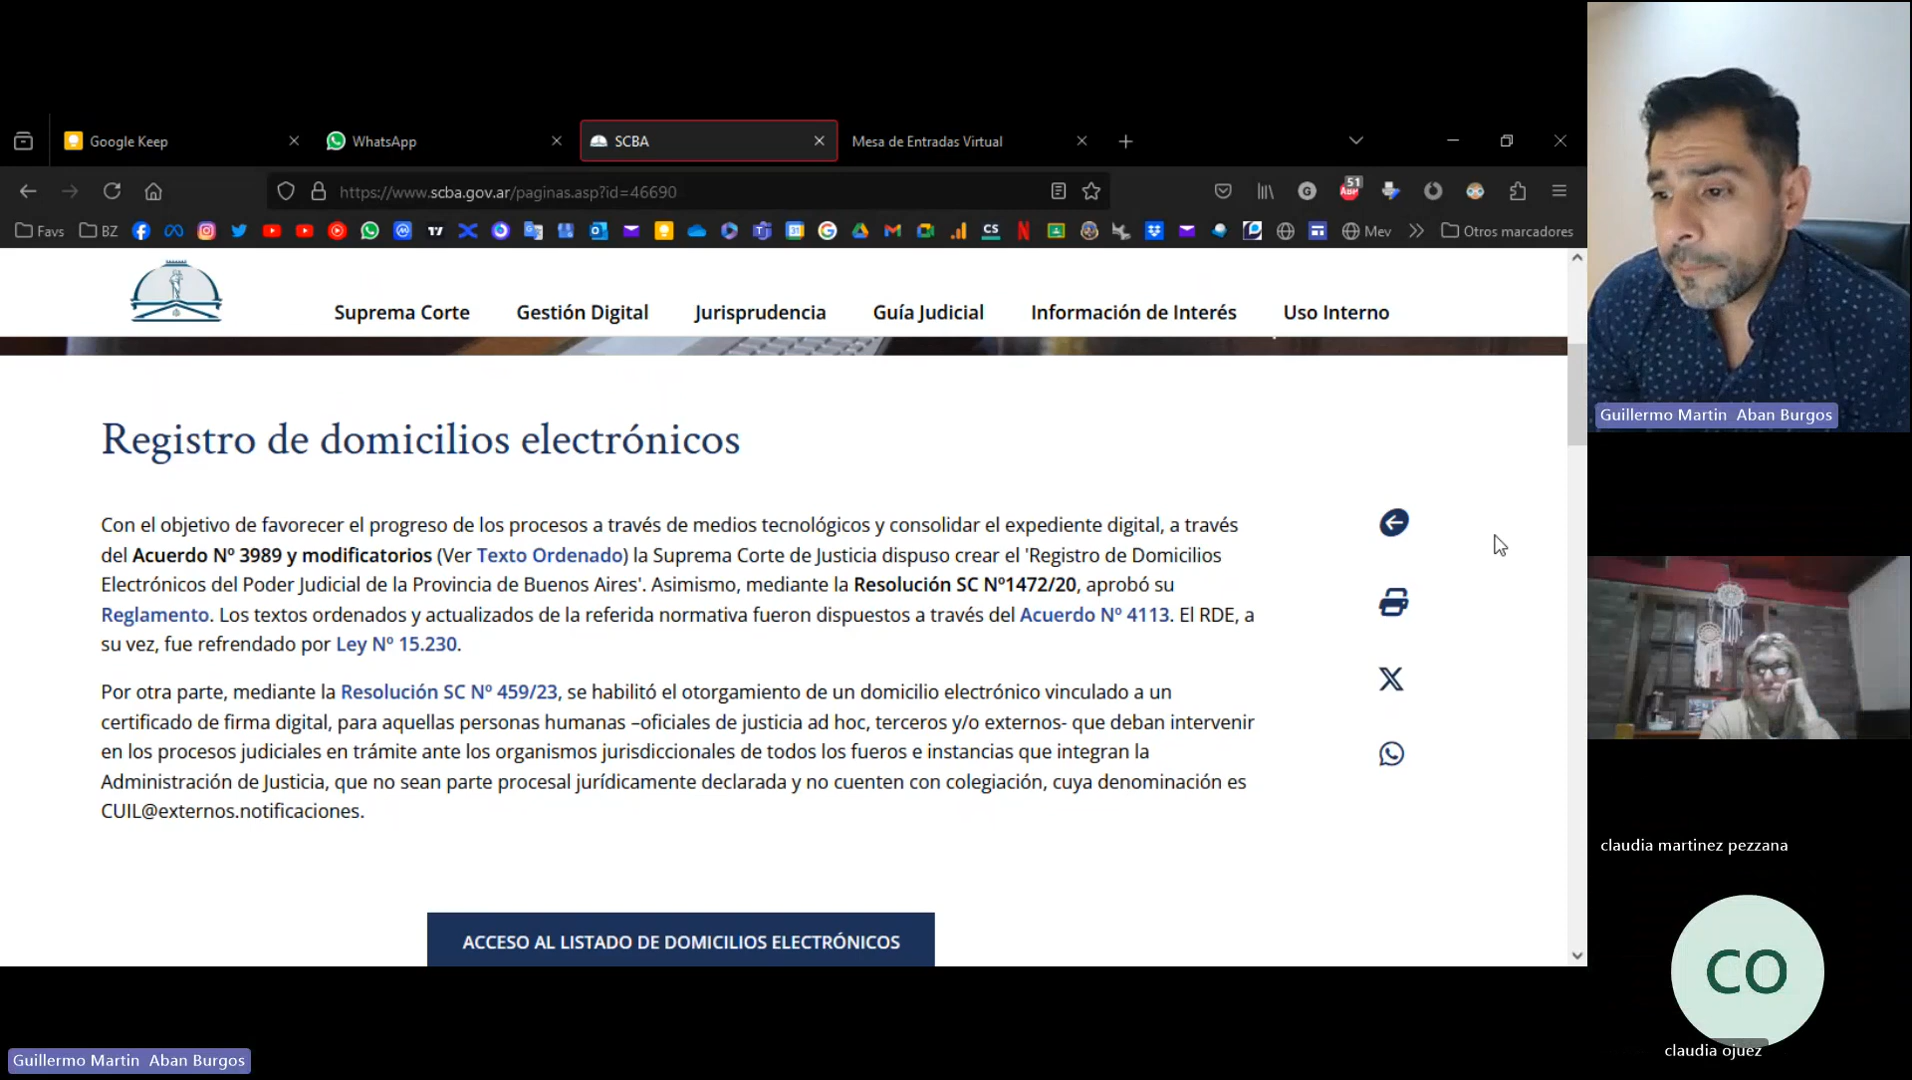 Google Keep
WhatsApp
SCBA
Mesa de Entradas Virtual
https://www.scba.gov.ar/paginas.asp?id=46690
51
ABP
G
Favs
BZ
CS
Mev
Otros marcadores
Suprema Corte
Gestión Digital
Jurisprudencia
Guía Judicial
Información de Interés
Uso Interno
Registro de domicilios electrónicos
Con el objetivo de favorecer el progreso de los procesos a través de medios tecnológicos y consolidar el expediente digital, a través
del Acuerdo Nº 3989 y modificatorios (Ver Texto Ordenado) la Suprema Corte de Justicia dispuso crear el 'Registro de Domicilios
Electrónicos del Poder Judicial de la Provincia de Buenos Aires'. Asimismo, mediante la Resolución SC Nº1472/20, aprobó su
Reglamento. Los textos ordenados y actualizados de la referida normativa fueron dispuestos a través del Acuerdo Nº 4113. El RDE, a
su vez, fue refrendado por Ley Nº 15.230.
Por otra parte, mediante la Resolución SC Nº 459/23, se habilitó el otorgamiento de un domicilio electrónico vinculado a un
certificado de firma digital, para aquellas personas humanas –oficiales de justicia ad hoc, terceros y/o externos- que deban intervenir
en los procesos judiciales en trámite ante los organismos jurisdiccionales de todos los fueros e instancias que integran la
Administración de Justicia, que no sean parte procesal jurídicamente declarada y no cuenten con colegiación, cuya denominación es
CUIL@externos.notificaciones.
ACCESO AL LISTADO DE DOMICILIOS ELECTRÓNICOS
Guillermo Martin Aban Burgos
claudia martinez pezzana
CO
claudia ojuez
Guillermo Martin Aban Burgos